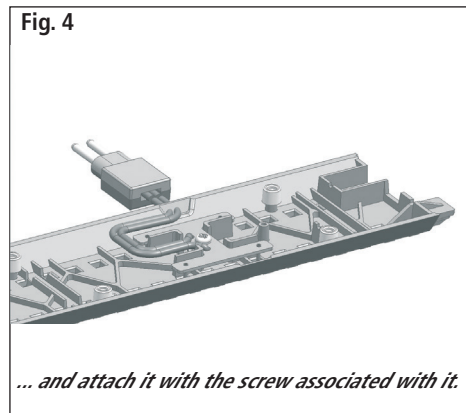 Fig. 4
... and attach it with the screw associated with it.